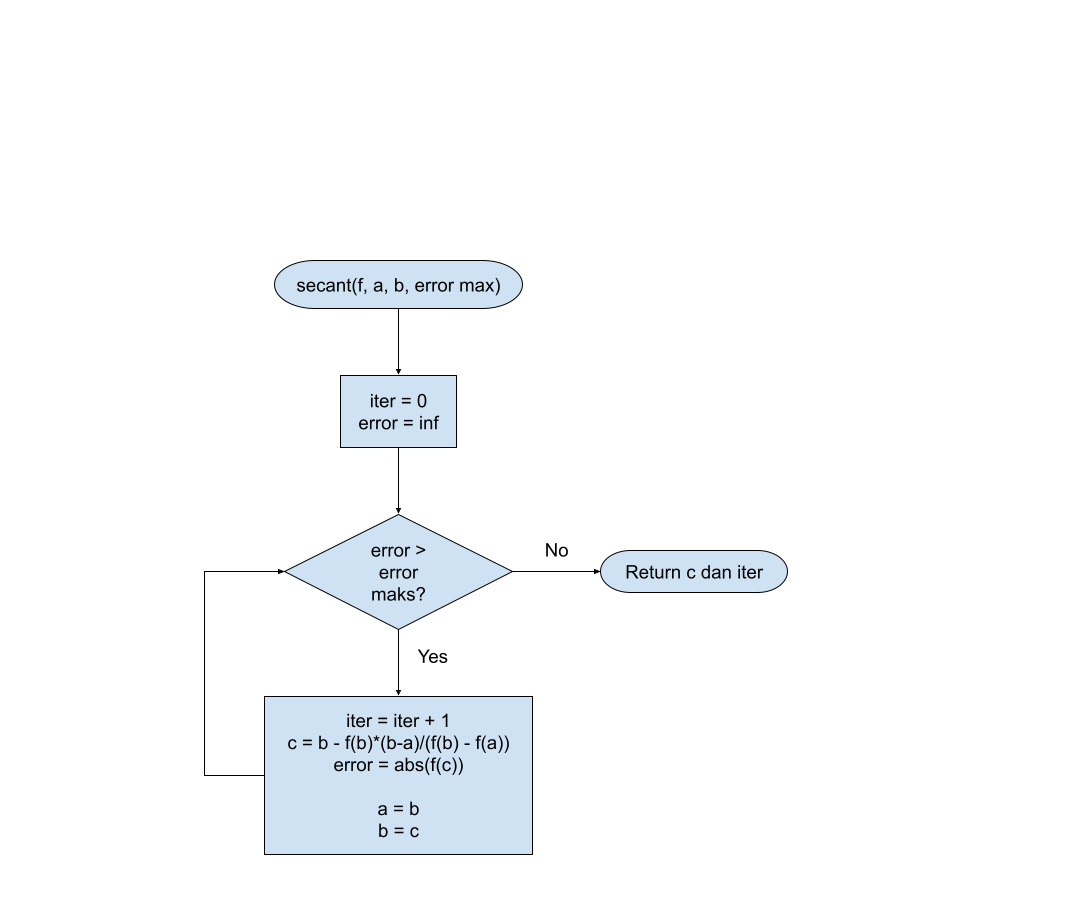 secant(f, a, b, error max)
iter = 0
error = inf
error >
error
maks?
No
Return c dan iter
Yes
iter = iter + 1
c = b - f(b)*(b-a)/(f(b) - f(a))
error = abs(f(c))
a = b
b = c